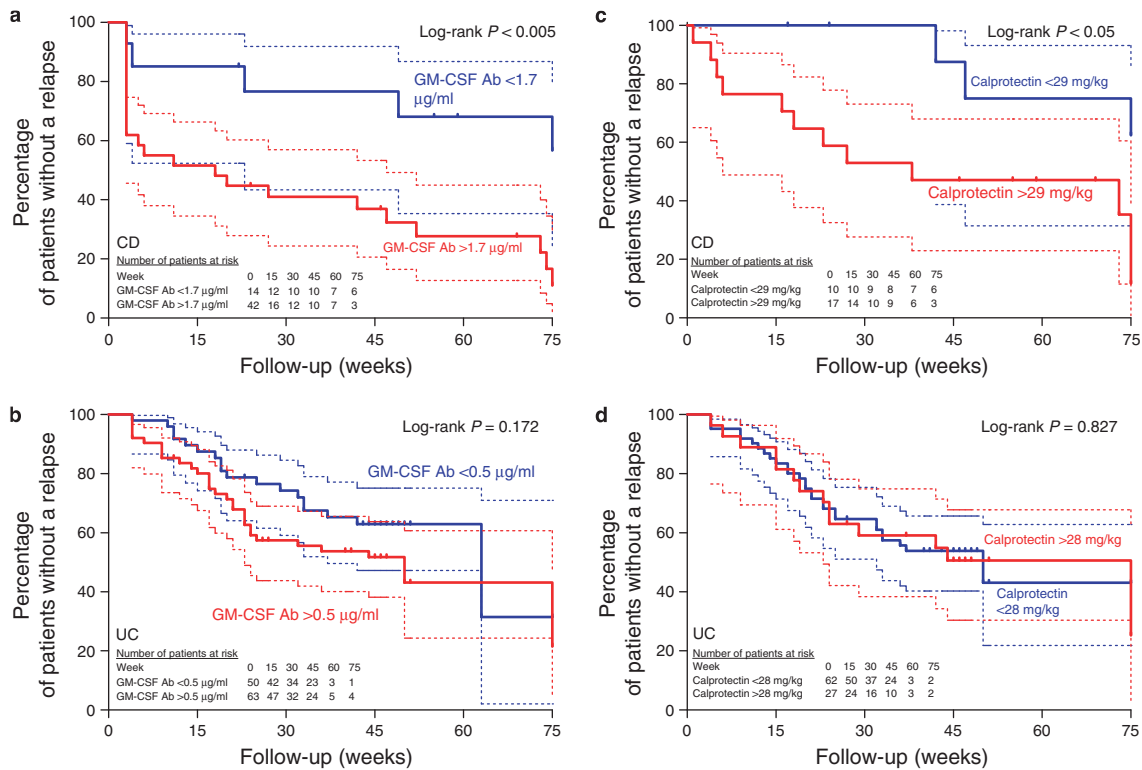 a
Percentage
of patients without a relapse
100
80
60
40
20
0
Log-rank P < 0.005
GM-CSF Ab <1.7
µg/ml
GM-CSF Ab >1.7 µg/ml
CD
Number of patients at risk
Week 0 15 30 45 60 75
GM-CSF Ab <1.7 µg/ml 14 12 10 10 7 6
GM-CSF Ab >1.7 µg/ml 42 16 12 10 7 3
0 15 30 45 60 75
Follow-up (weeks)
c
Percentage
of patients without a relapse
100
80
60
40
20
0
Log-rank P < 0.05
Calprotectin <29 mg/kg
Calprotectin >29 mg/kg
CD
Number of patients at risk
Week 0 15 30 45 60 75
Calprotectin <29 mg/kg 10 10 9 8 7 6
Calprotectin >29 mg/kg 17 14 10 9 6 3
0 15 30 45 60 75
Follow-up (weeks)
b
Percentage
of patients without a relapse
100
80
60
40
20
0
Log-rank P = 0.172
GM-CSF Ab <0.5 µg/ml
GM-CSF Ab >0.5 µg/ml
UC
Number of patients at risk
Week 0 15 30 45 60 75
GM-CSF Ab <0.5 µg/ml 50 42 34 23 3 1
GM-CSF Ab >0.5 µg/ml 63 47 32 24 5 4
0 15 30 45 60 75
Follow-up (weeks)
d
Percentage
of patients without a relapse
100
80
60
40
20
0
Log-rank P = 0.827
Calprotectin >28 mg/kg
Calprotectin
<28 mg/kg
UC
Number of patients at risk
Week 0 15 30 45 60 75
Calprotectin <28 mg/kg 62 50 37 24 3 2
Calprotectin >28 mg/kg 27 24 16 10 3 2
0 15 30 45 60 75
Follow-up (weeks)